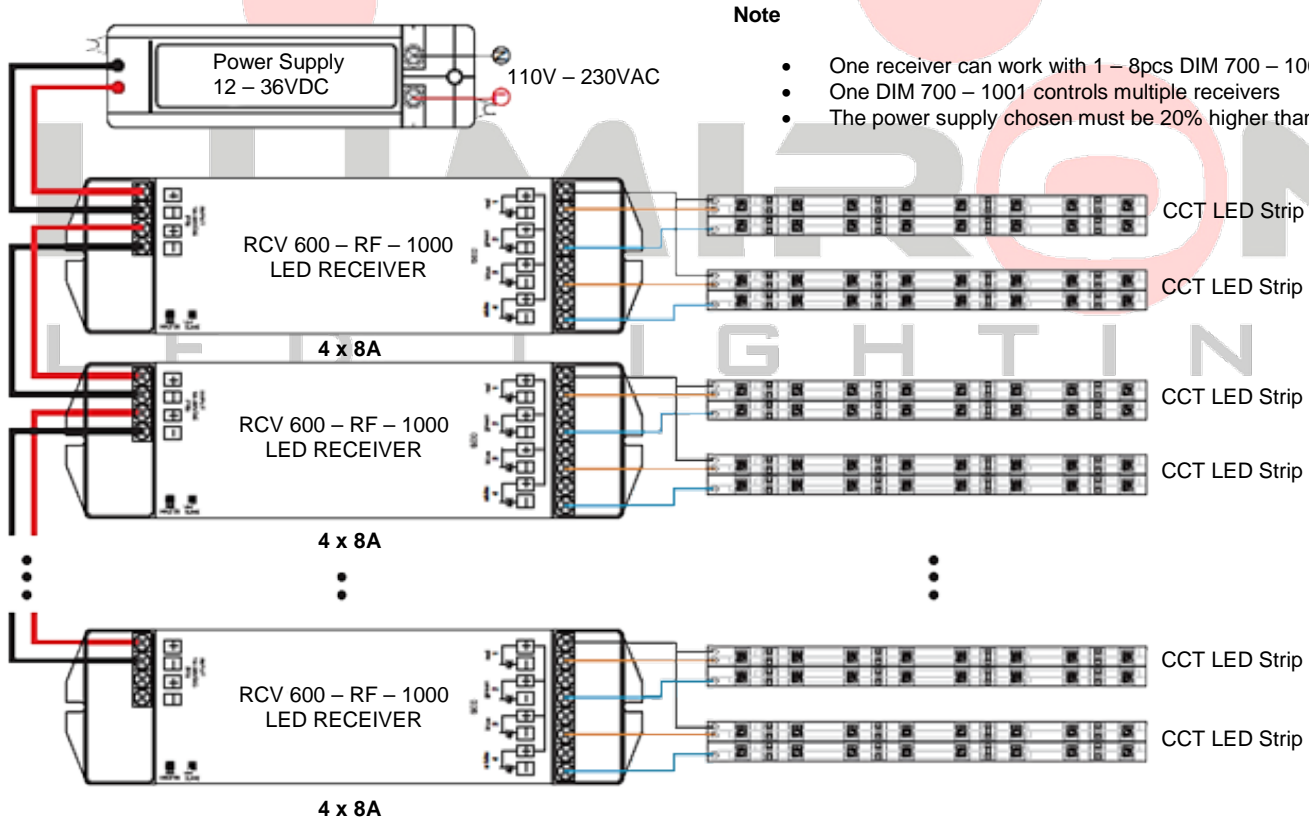 Note
Power Supply
12 – 36VDC
110V – 230VAC
• One receiver can work with 1 – 8pcs DIM 700 –
• One DIM 700 – 1001 controls multiple receivers
• The power supply chosen must be 20% higher than
LUMIRON
LED LIGHTIN
RCV 600 – RF – 1000
LED RECEIVER
4 x 8A
CCT LED Strip
CCT LED Strip
RCV 600 – RF – 1000
LED RECEIVER
4 x 8A
CCT LED Strip
CCT LED Strip
RCV 600 – RF – 1000
LED RECEIVER
4 x 8A
CCT LED Strip
CCT LED Strip